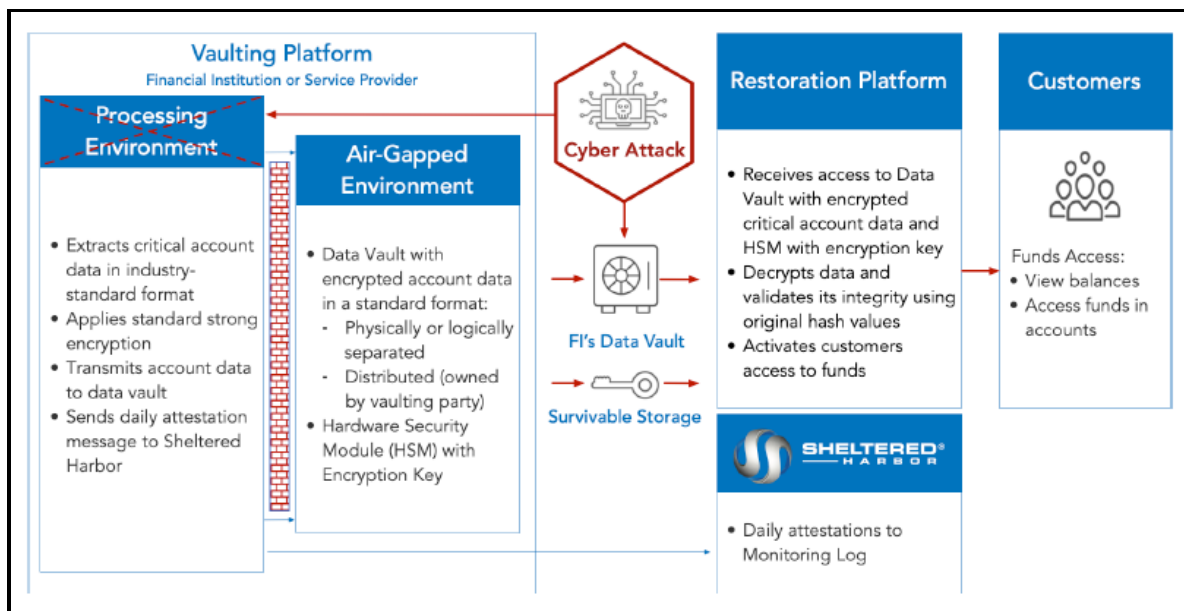 Vaulting Platform
Financial Institution or Service Provider
Processing
Environment
• Extracts critical account
data in industry-
standard format
• Applies standard strong
encryption
• Transmits account data
to data vault
• Sends daily attestation
message to Sheltered
Harbor
Air-Gapped
Environment
• Data Vault with
encrypted account data
in a standard format:
- Physically or logically
separated
- Distributed (owned
by vaulting party)
• Hardware Security
Module (HSM) with
Encryption Key
Cyber Attack
FI's Data Vault
Survivable Storage
Restoration Platform
• Receives access to Data
Vault with encrypted
critical account data and
HSM with encryption key
• Decrypts data and
validates its integrity using
original hash values
• Activates customers
access to funds
SHELTERED®
HARBOR
• Daily attestations to
Monitoring Log
Customers
Funds Access:
• View balances
• Access funds in
accounts